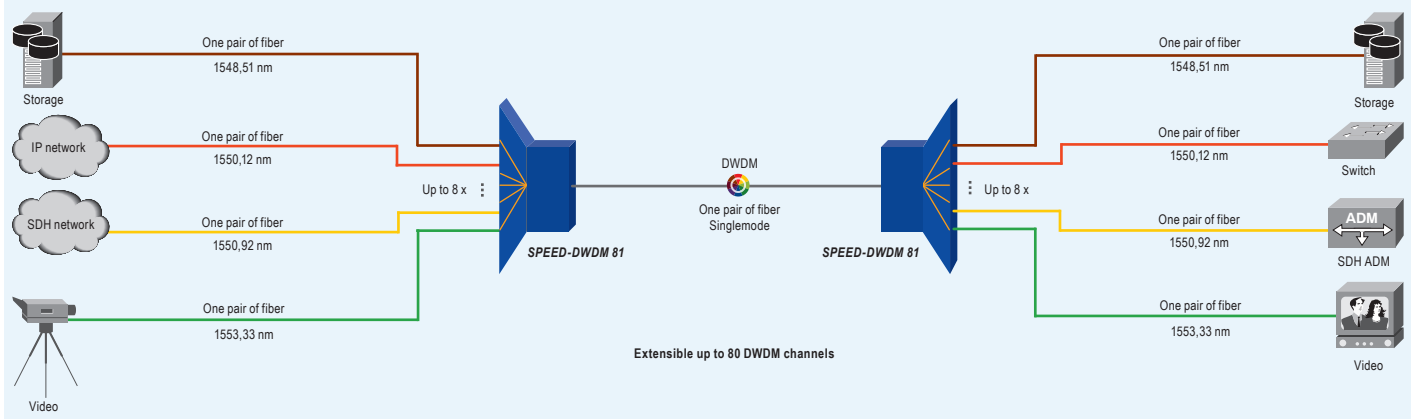 One pair of fiber
1548,51 nm
Storage
One pair of fiber
IP network
1550,12 nm
Up to 8 x
One pair of fiber
SDH network
1550,92 nm
One pair of fiber
1553,33 nm
Video
SPEED-DWDM 81
DWDM
One pair of fiber
Singlemode
Extensible up to 80 DWDM channels
SPEED-DWDM 81
One pair of fiber
1548,51 nm
Storage
One pair of fiber
1550,12 nm
Switch
Up to 8 x
One pair of fiber
1550,92 nm
ADM
SDH ADM
One pair of fiber
1553,33 nm
Video